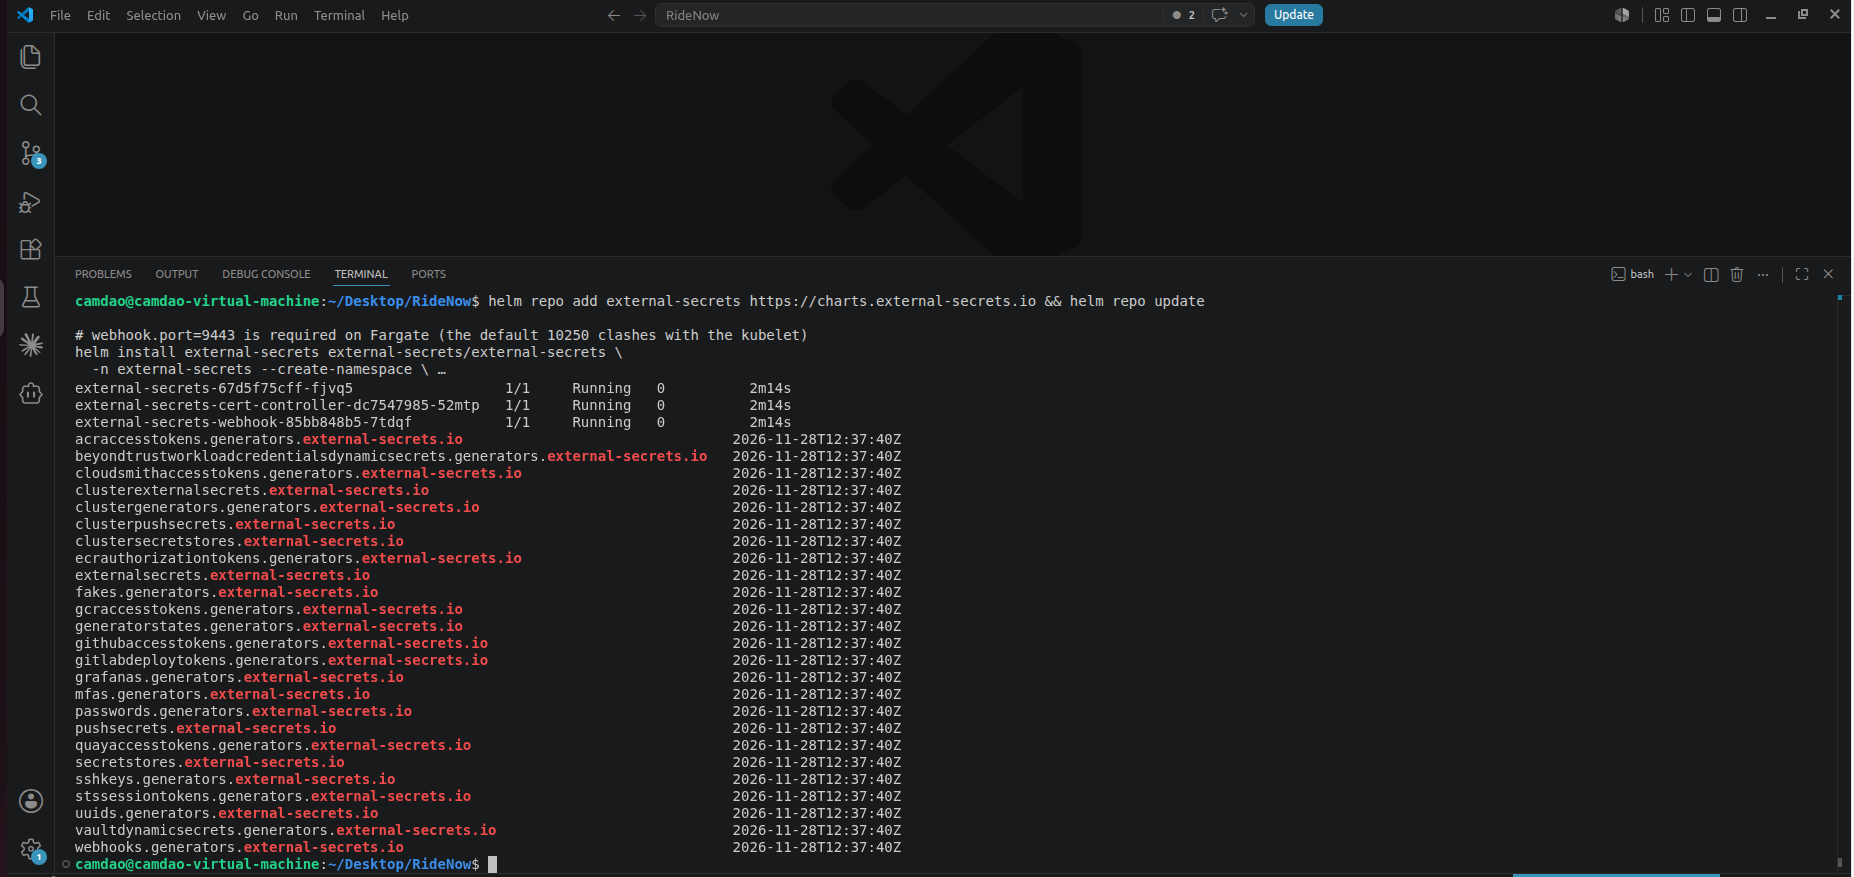 File Edit Selection View Go Run Terminal Help RideNow 2 Update
3
PROBLEMS OUTPUT DEBUG CONSOLE TERMINAL PORTS bash
camdao@camdao-virtual-machine:~/Desktop/RideNow$ helm repo add external-secrets https://charts.external-secrets.io && helm repo update
# webhook.port=9443 is required on Fargate (the default 10250 clashes with the kubelet)
helm install external-secrets external-secrets/external-secrets \
-n external-secrets --create-namespace \ …
external-secrets-67d5f75cff-fjvq5 1/1 Running 0 2m14s
external-secrets-cert-controller-dc7547985-52mtp 1/1 Running 0 2m14s
external-secrets-webhook-85bb848b5-7tdqf 1/1 Running 0 2m14s
acraccesstokens.generators.external-secrets.io 2026-11-28T12:37:40Z
beyondtrustworkloadcredentialsdynamicsecrets.generators.external-secrets.io 2026-11-28T12:37:40Z
cloudsmithaccesstokens.generators.external-secrets.io 2026-11-28T12:37:40Z
clusterexternalsecrets.external-secrets.io 2026-11-28T12:37:40Z
clustergenerators.generators.external-secrets.io 2026-11-28T12:37:40Z
clusterpushsecrets.external-secrets.io 2026-11-28T12:37:40Z
clustersecretstores.external-secrets.io 2026-11-28T12:37:40Z
ecrauthorizationtokens.generators.external-secrets.io 2026-11-28T12:37:40Z
externalsecrets.external-secrets.io 2026-11-28T12:37:40Z
fakes.generators.external-secrets.io 2026-11-28T12:37:40Z
gcraccesstokens.generators.external-secrets.io 2026-11-28T12:37:40Z
generatorstates.generators.external-secrets.io 2026-11-28T12:37:40Z
githubaccesstokens.generators.external-secrets.io 2026-11-28T12:37:40Z
gitlabdeploytokens.generators.external-secrets.io 2026-11-28T12:37:40Z
grafanas.generators.external-secrets.io 2026-11-28T12:37:40Z
mfas.generators.external-secrets.io 2026-11-28T12:37:40Z
passwords.generators.external-secrets.io 2026-11-28T12:37:40Z
pushsecrets.external-secrets.io 2026-11-28T12:37:40Z
quayaccesstokens.generators.external-secrets.io 2026-11-28T12:37:40Z
secretstores.external-secrets.io 2026-11-28T12:37:40Z
sshkeys.generators.external-secrets.io 2026-11-28T12:37:40Z
stssessiontokens.generators.external-secrets.io 2026-11-28T12:37:40Z
uuids.generators.external-secrets.io 2026-11-28T12:37:40Z
vaultdynamicsecrets.generators.external-secrets.io 2026-11-28T12:37:40Z
webhooks.generators.external-secrets.io 2026-11-28T12:37:40Z
1
camdao@camdao-virtual-machine:~/Desktop/RideNow$